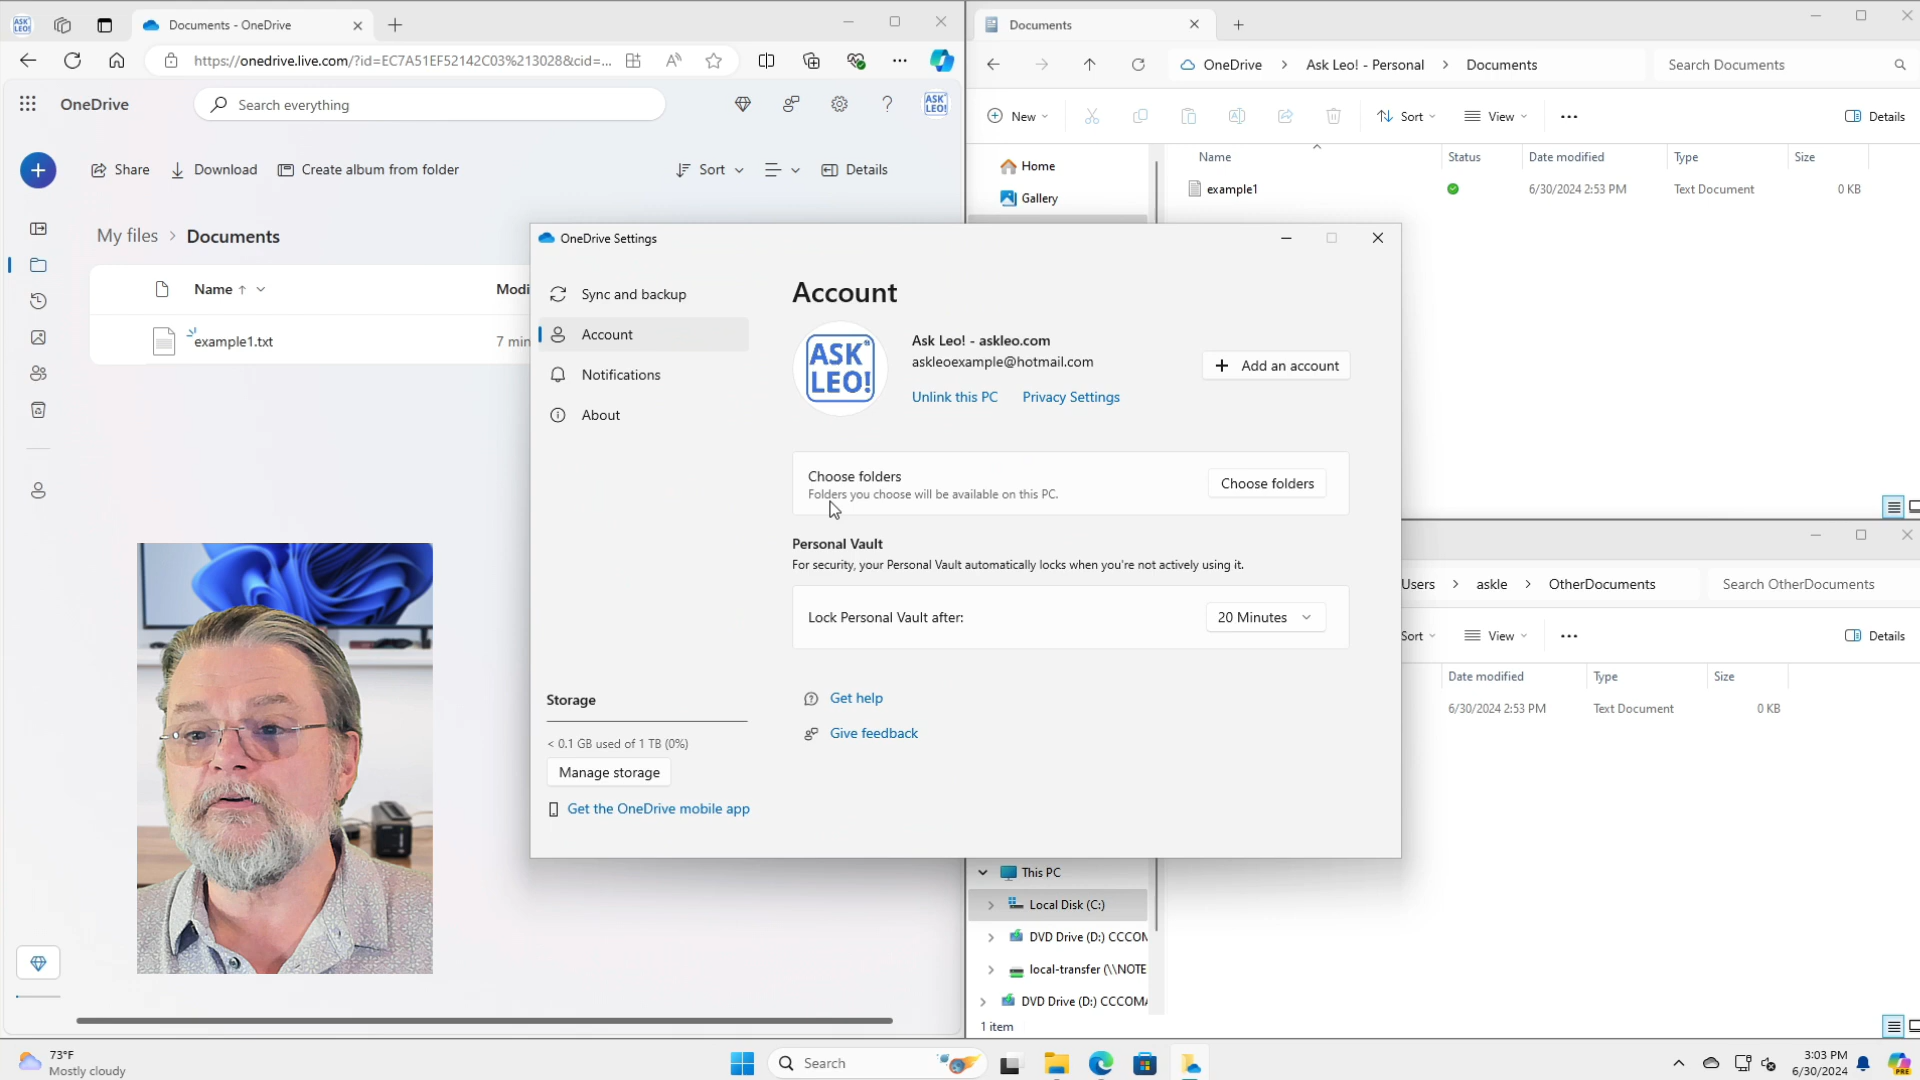 ASK LEO!
Documents - OneDrive
https://onedrive.live.com/?id=EC7A51EF52142C03%213028&cid=...
OneDrive
Search everything
ASK LEO!
Share
Download
Create album from folder
Sort
Details
My files > Documents
Name
Modi
example1.txt
7 min
Documents
OneDrive > Ask Leo! - Personal > Documents
Search Documents
New
Sort
View
Details
Name
Status
Date modified
Type
Size
Home
Gallery
example1
6/30/2024 2:53 PM
Text Document
0 KB
OneDrive Settings
Sync and backup
Account
Notifications
About
Account
ASK
LEO!
Ask Leo! - askleo.com
askleoexample@hotmail.com
Unlink this PC
Privacy Settings
Add an account
Choose folders
Folders you choose will be available on this PC.
Choose folders
Personal Vault
For security, your Personal Vault automatically locks when you're not actively using it.
Lock Personal Vault after:
20 Minutes
Get help
Give feedback
Storage
< 0.1 GB used of 1 TB (0%)
Manage storage
Get the OneDrive mobile app
Users > askle > OtherDocuments
Search OtherDocuments
Sort
View
Details
Date modified
Type
Size
6/30/2024 2:53 PM
Text Document
0 KB
This PC
Local Disk (C:)
DVD Drive (D:) CCCOM
local-transfer (\\NOTE
DVD Drive (D:) CCCOM
1 item
73°F
Mostly cloudy
Search
3:03 PM
6/30/2024
PRE